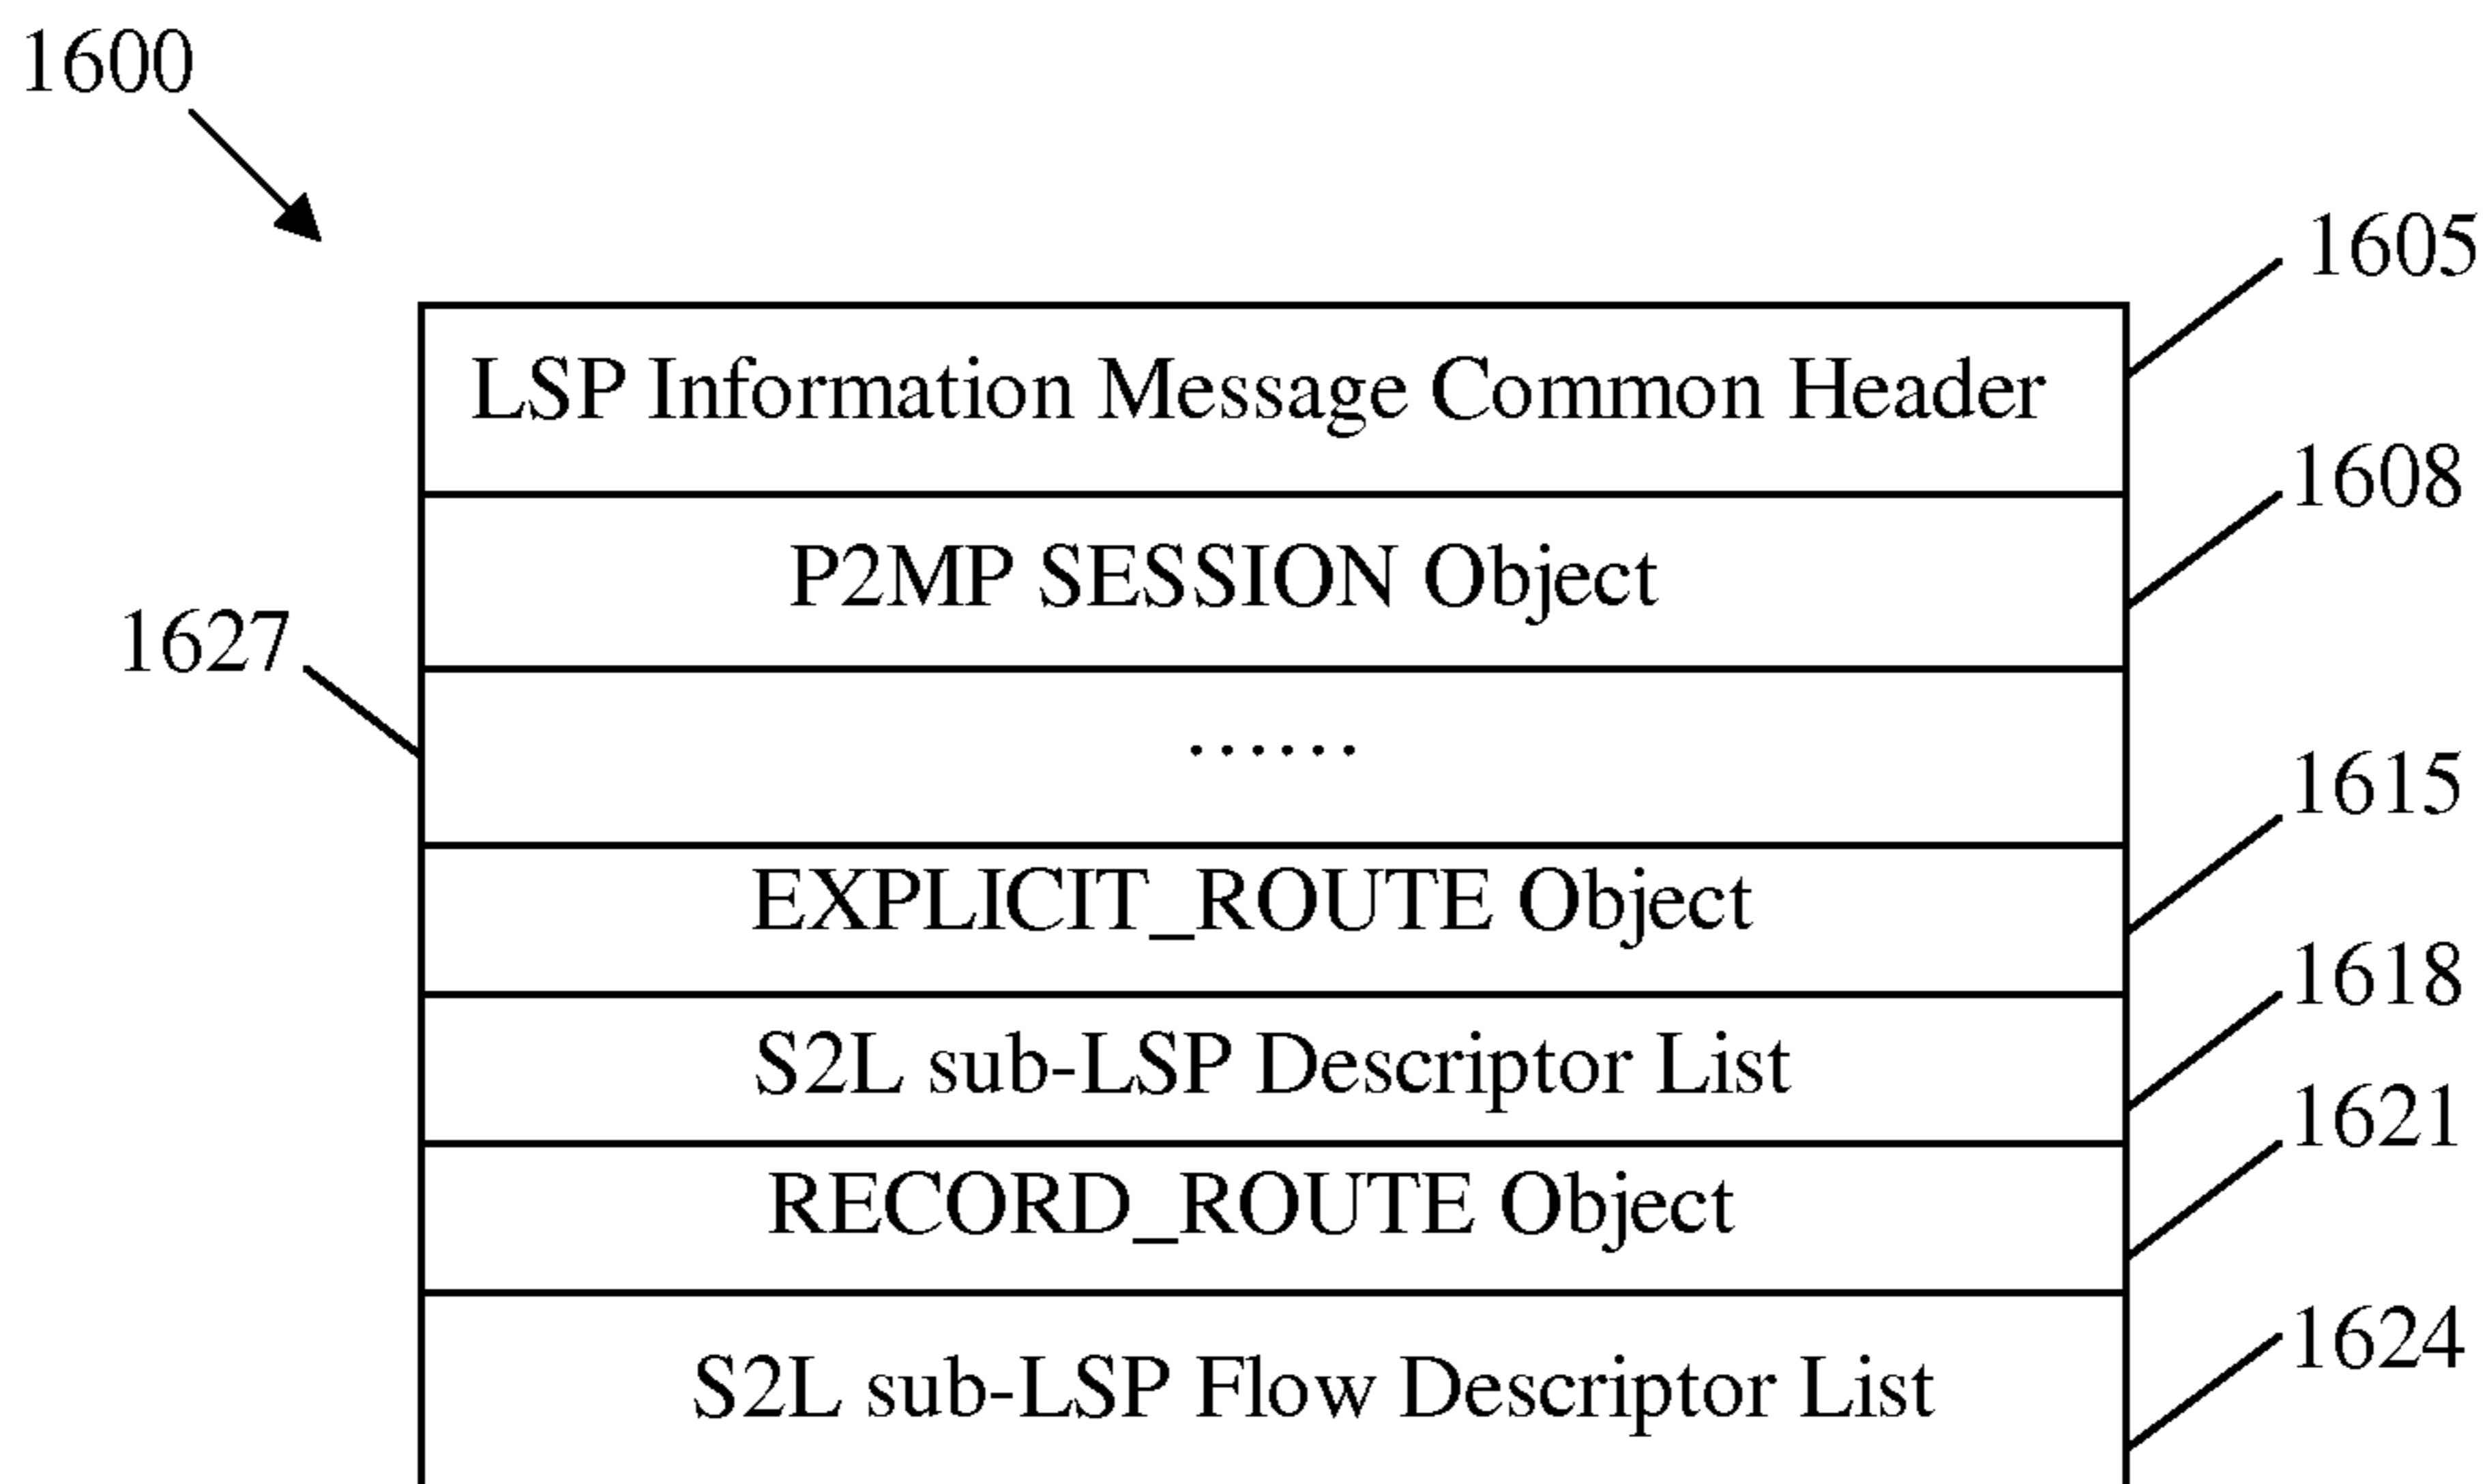 1600
1605
LSP Information Message Common Header
1608
P2MP SESSION Object
1627
......
1615
EXPLICIT_ROUTE Object
1618
S2L sub-LSP Descriptor List
1621
RECORD_ROUTE Object
1624
S2L sub-LSP Flow Descriptor List